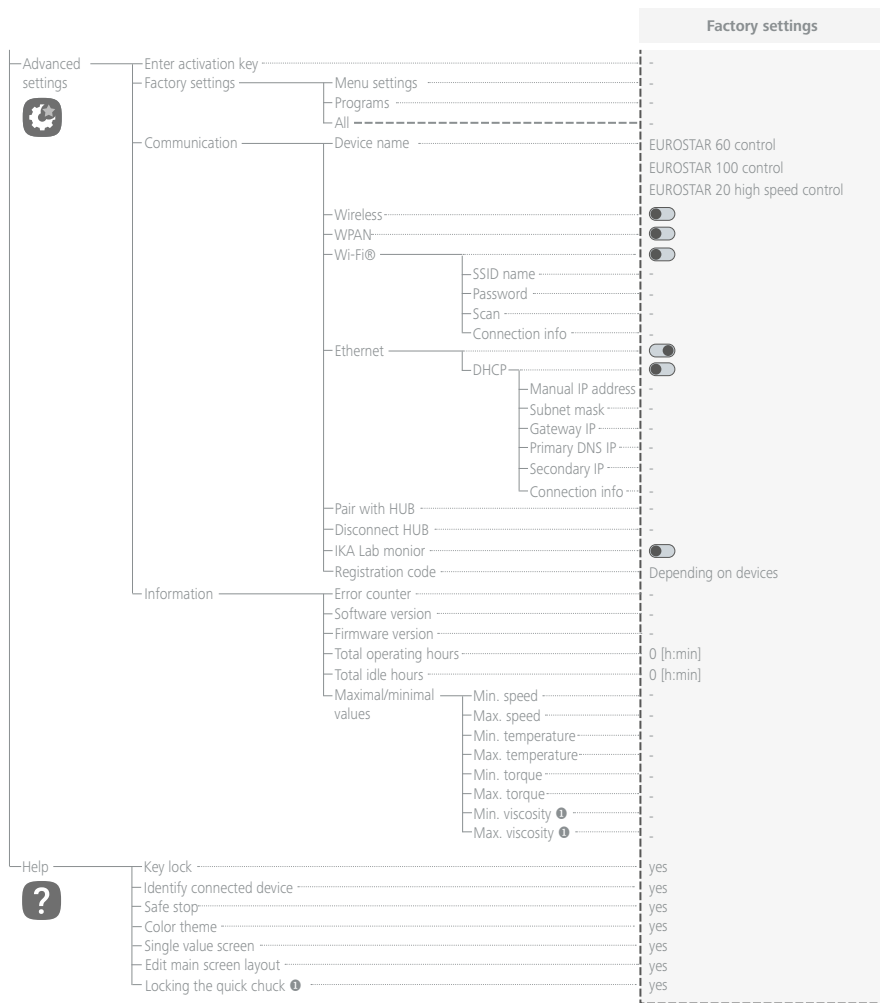 Factory settings
Advanced settings
Enter activation key -
Factory settings
Menu settings -
Programs -
All -
Communication
Device name EUROSTAR 60 control
EUROSTAR 100 control
EUROSTAR 20 high speed control
Wireless
WPAN
Wi-Fi®
SSID name -
Password -
Scan -
Connection info -
Ethernet
DHCP
Manual IP address -
Subnet mask -
Gateway IP -
Primary DNS IP -
Secondary IP -
Connection info -
Pair with HUB -
Disconnect HUB -
IKA Lab monior
Registration code Depending on devices
Information
Error counter -
Software version -
Firmware version -
Total operating hours 0 [h:min]
Total idle hours 0 [h:min]
Maximal/minimal values
Min. speed -
Max. speed -
Min. temperature -
Max. temperature -
Min. torque -
Max. torque -
Min. viscosity ❶ -
Max. viscosity ❶ -
Help
?
Key lock yes
Identify connected device yes
Safe stop yes
Color theme yes
Single value screen yes
Edit main screen layout yes
Locking the quick chuck ❶ yes